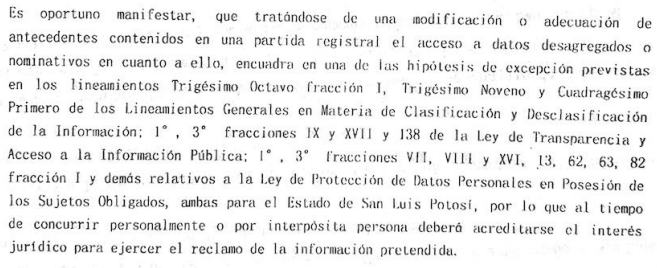 Es oportuno manifestar, que tratándose de una modificación o adecuación de
antecedentes contenidos en una partida registral el acceso a datos desagregados o
nominativos en cuanto a ello, encuadra en una de las hipótesis de excepción previstas
en los lineamientos Trigésimo Octavo fracción I, Trigésimo Noveno y Cuadragésimo
Primero de los Lineamientos Generales en Materia de Clasificación y Desclasificación
de la Información; 1°, 3° fracciones IX y XVII y 138 de la Ley de Transparencia y
Acceso a la Información Pública; 1°, 3° fracciones VII, VIII y XVI, 13, 62, 63, 82
fracción I y demás relativos a la Ley de Protección de Datos Personales en Posesión de
los Sujetos Obligados, ambas para el Estado de San Luis Potosí, por lo que al tiempo
de concurrir personalmente o por interpósita persona deberá acreditarse el interés
jurídico para ejercer el reclamo de la información pretendida.